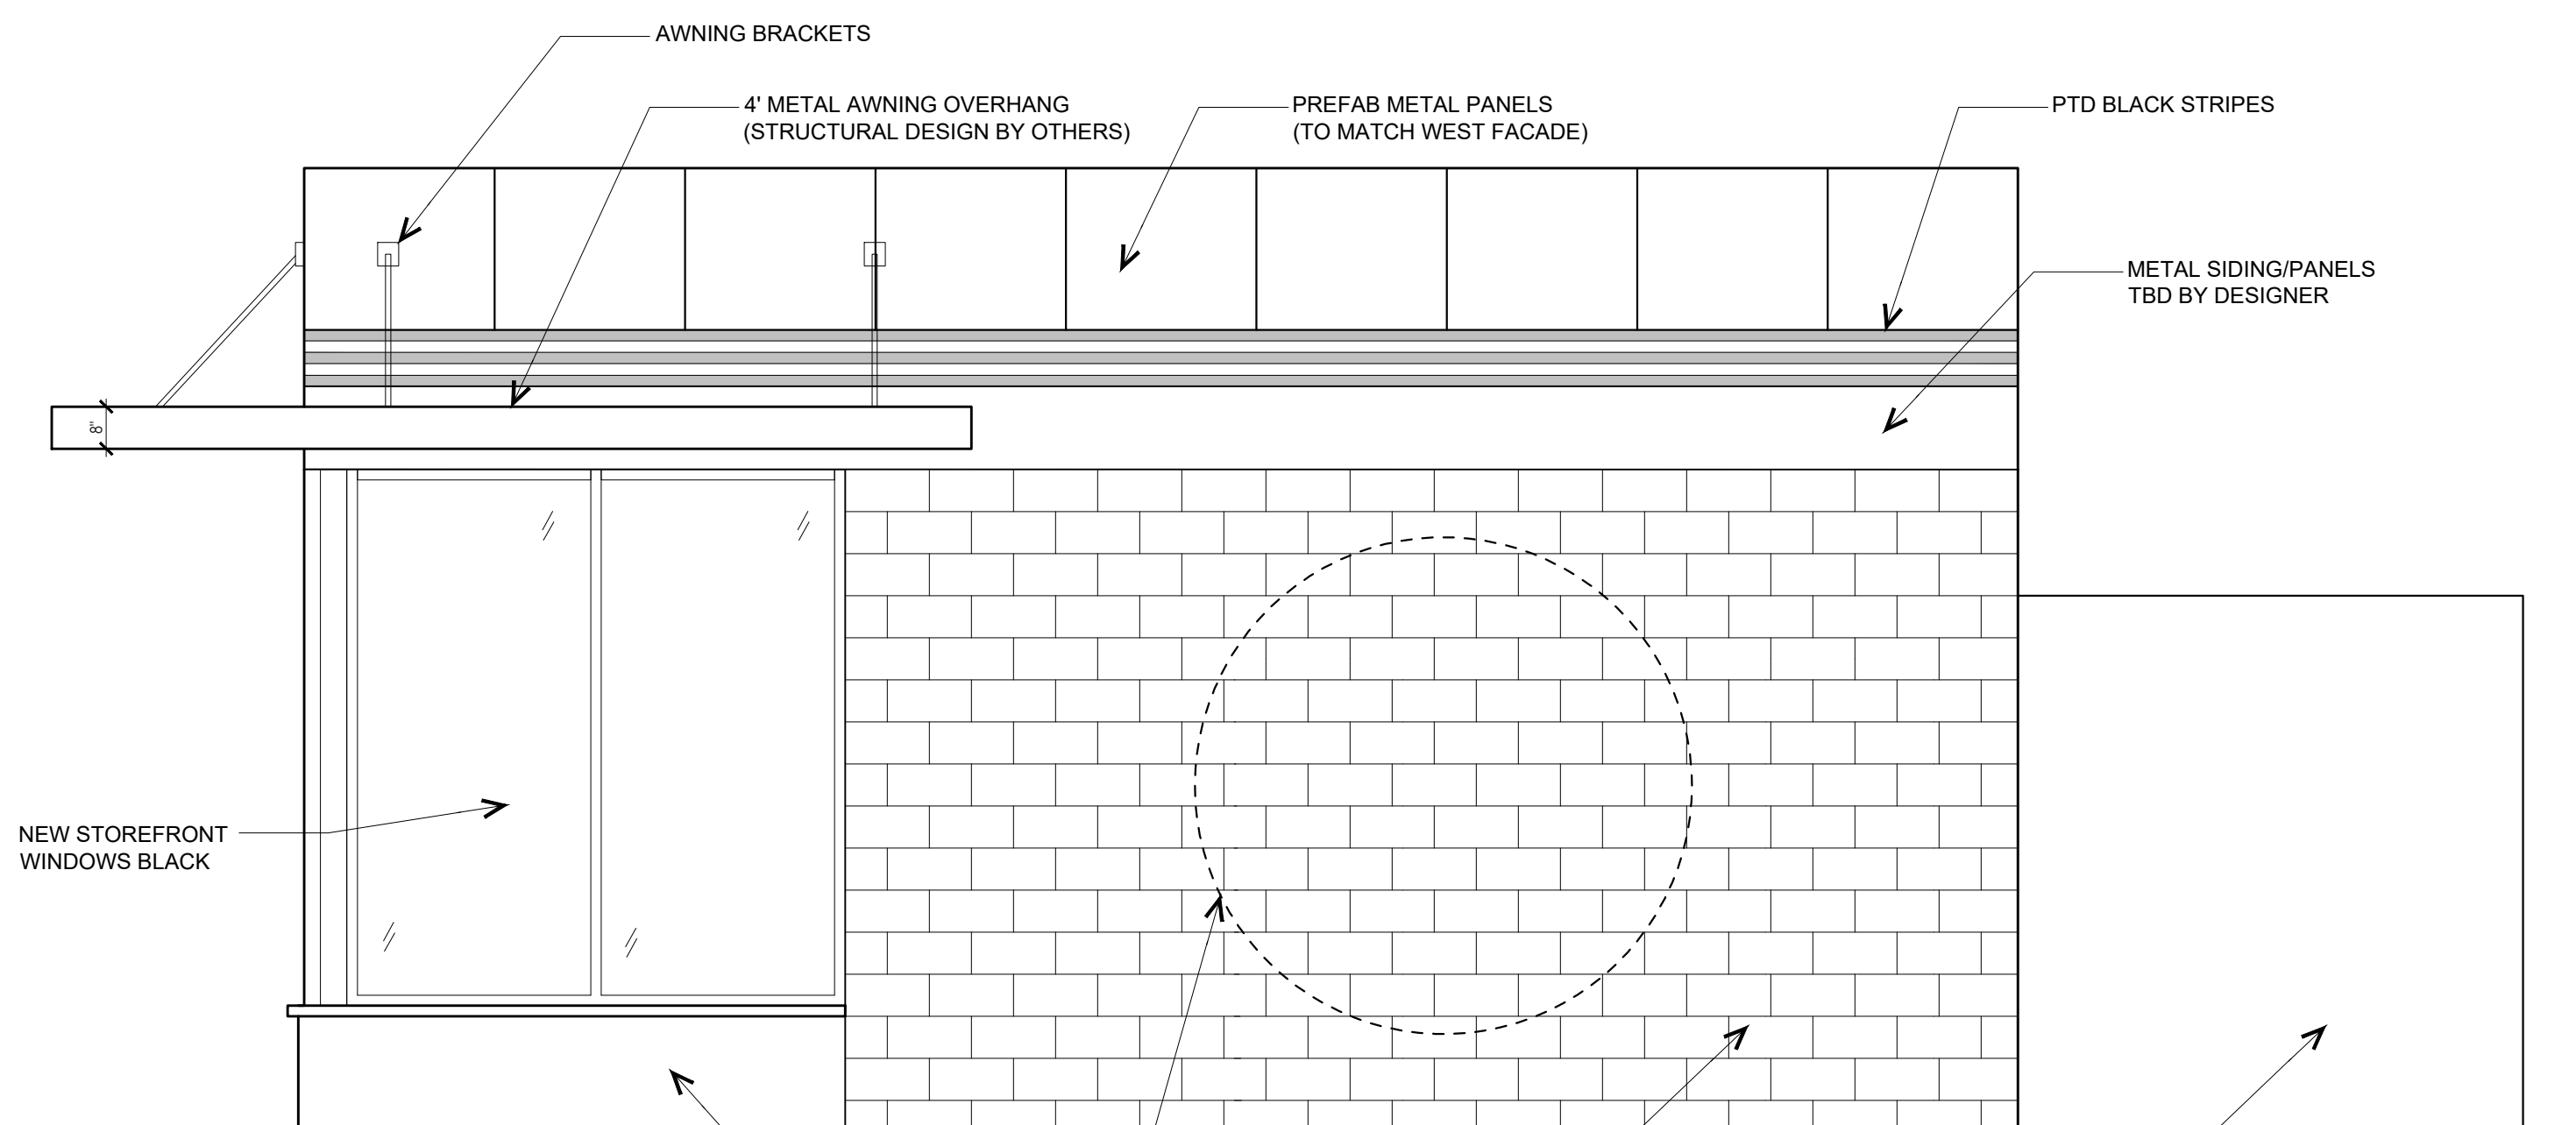 AWNING BRACKETS
4' METAL AWNING OVERHANG
(STRUCTURAL DESIGN BY OTHERS)
PREFAB METAL PANELS
(TO MATCH WEST FACADE)
PTD BLACK STRIPES
METAL SIDING/PANELS
TBD BY DESIGNER
8"
NEW STOREFRONT
WINDOWS BLACK